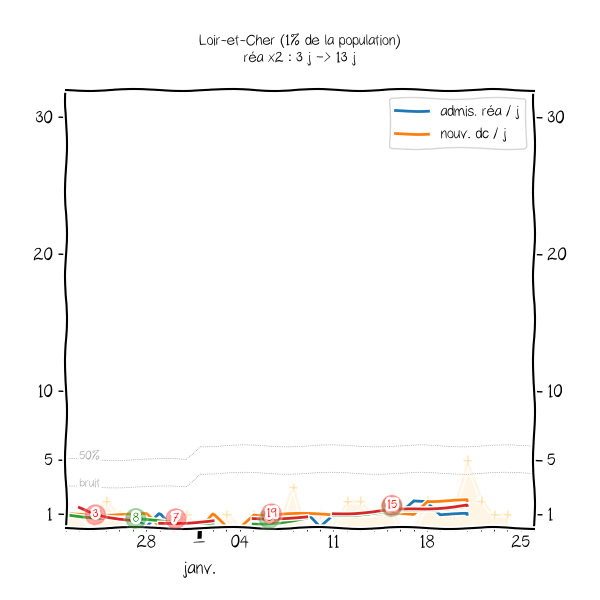 Loir-et-Cher (1% de la population)
réa x2 : 3 j -> 13 j
admis. réa / j
nouv. dc / j
30 30
20 20
10 10
50%
5 5
bruit
1 1
3 8 7 19 15
28 1 04 11 18 25
janv.